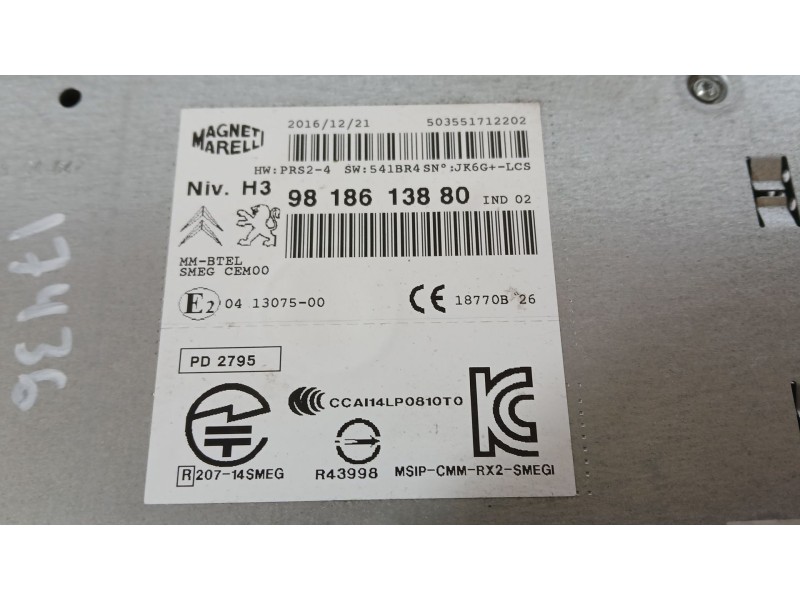 MAGNETI
MARELLI
2016/12/21 503551712202
HW:PRS2-4 SW:541BR4 SN°:JK6G+-LCS
Niv. H3 98 186 138 80 IND 02
MM-BTEL
SMEG CEM00
E2 04 13075-00 CE 18770B 26
PD 2795
CCAI14LP0810T0
R 207-14SMEG R43998 MSIP-CMM-RX2-SMEGI
17436